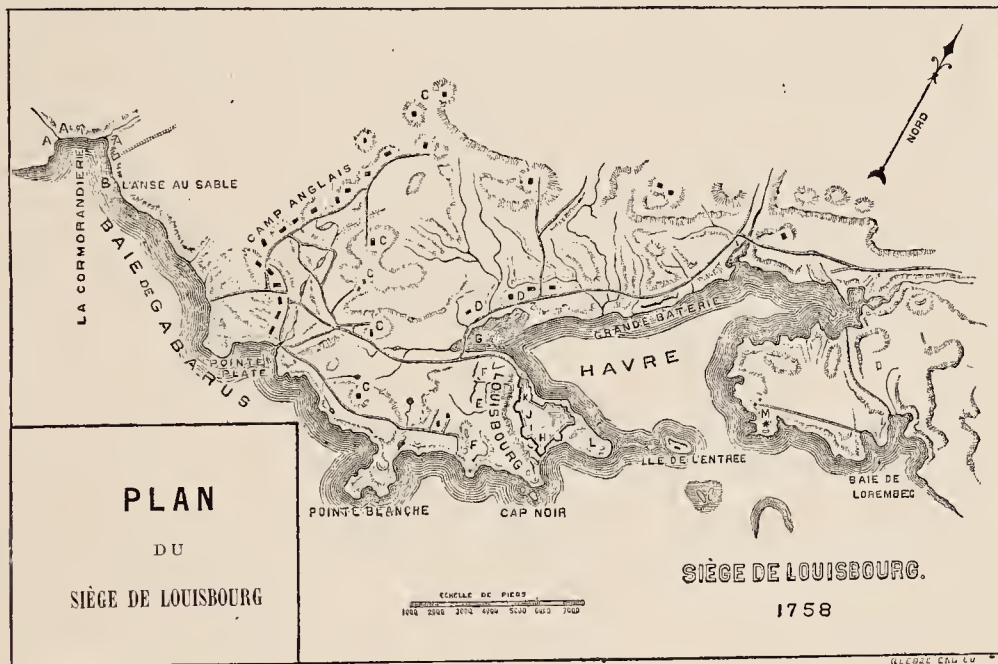 NORD
C
C
A
A
A
B
L'ANSE AU SABLE
LA CORMORANDIERE
BAIE DE GABARUS
CAMP ANGLAIS
C
C
C
C
D
D
G
GRANDE BATERIE
HAVRE
POINTE PLATE
LOUISBOURG
F
E
F
K
J
I
H
L
M
ILE DE L'ENTREE
BAIE DE
LOREMBEC
POINTE BLANCHE
CAP NOIR
PLAN
DU
SIÈGE DE LOUISBOURG
ECHELLE DE PIEDS
1000 2000 3000 4000 5000 6000 7000
SIÈGE DE LOUISBOURG.
1758